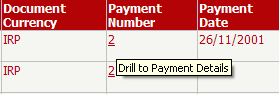 Document Currency Payment Number Payment Date
IRP 2 26/11/2001
Drill to Payment Details
IRP 2